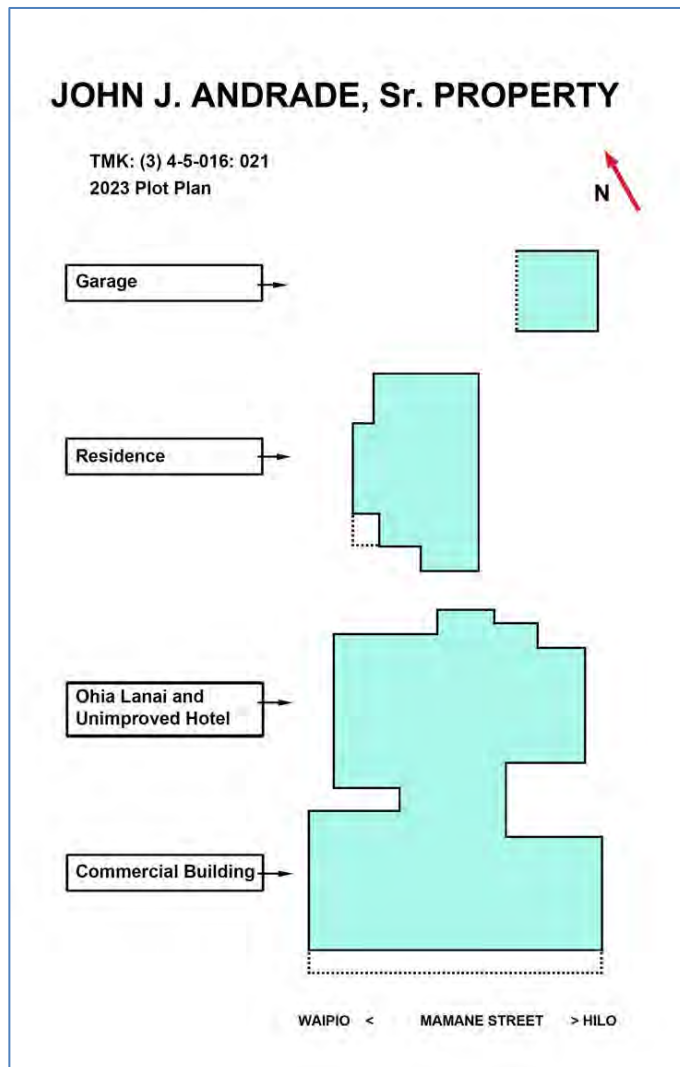 JOHN J. ANDRADE, Sr. PROPERTY
TMK: (3) 4-5-016: 021
2023 Plot Plan
N
Garage
Residence
Ohia Lanai and
Unimproved Hotel
Commercial Building
WAIPIO < MAMANE STREET > HILO